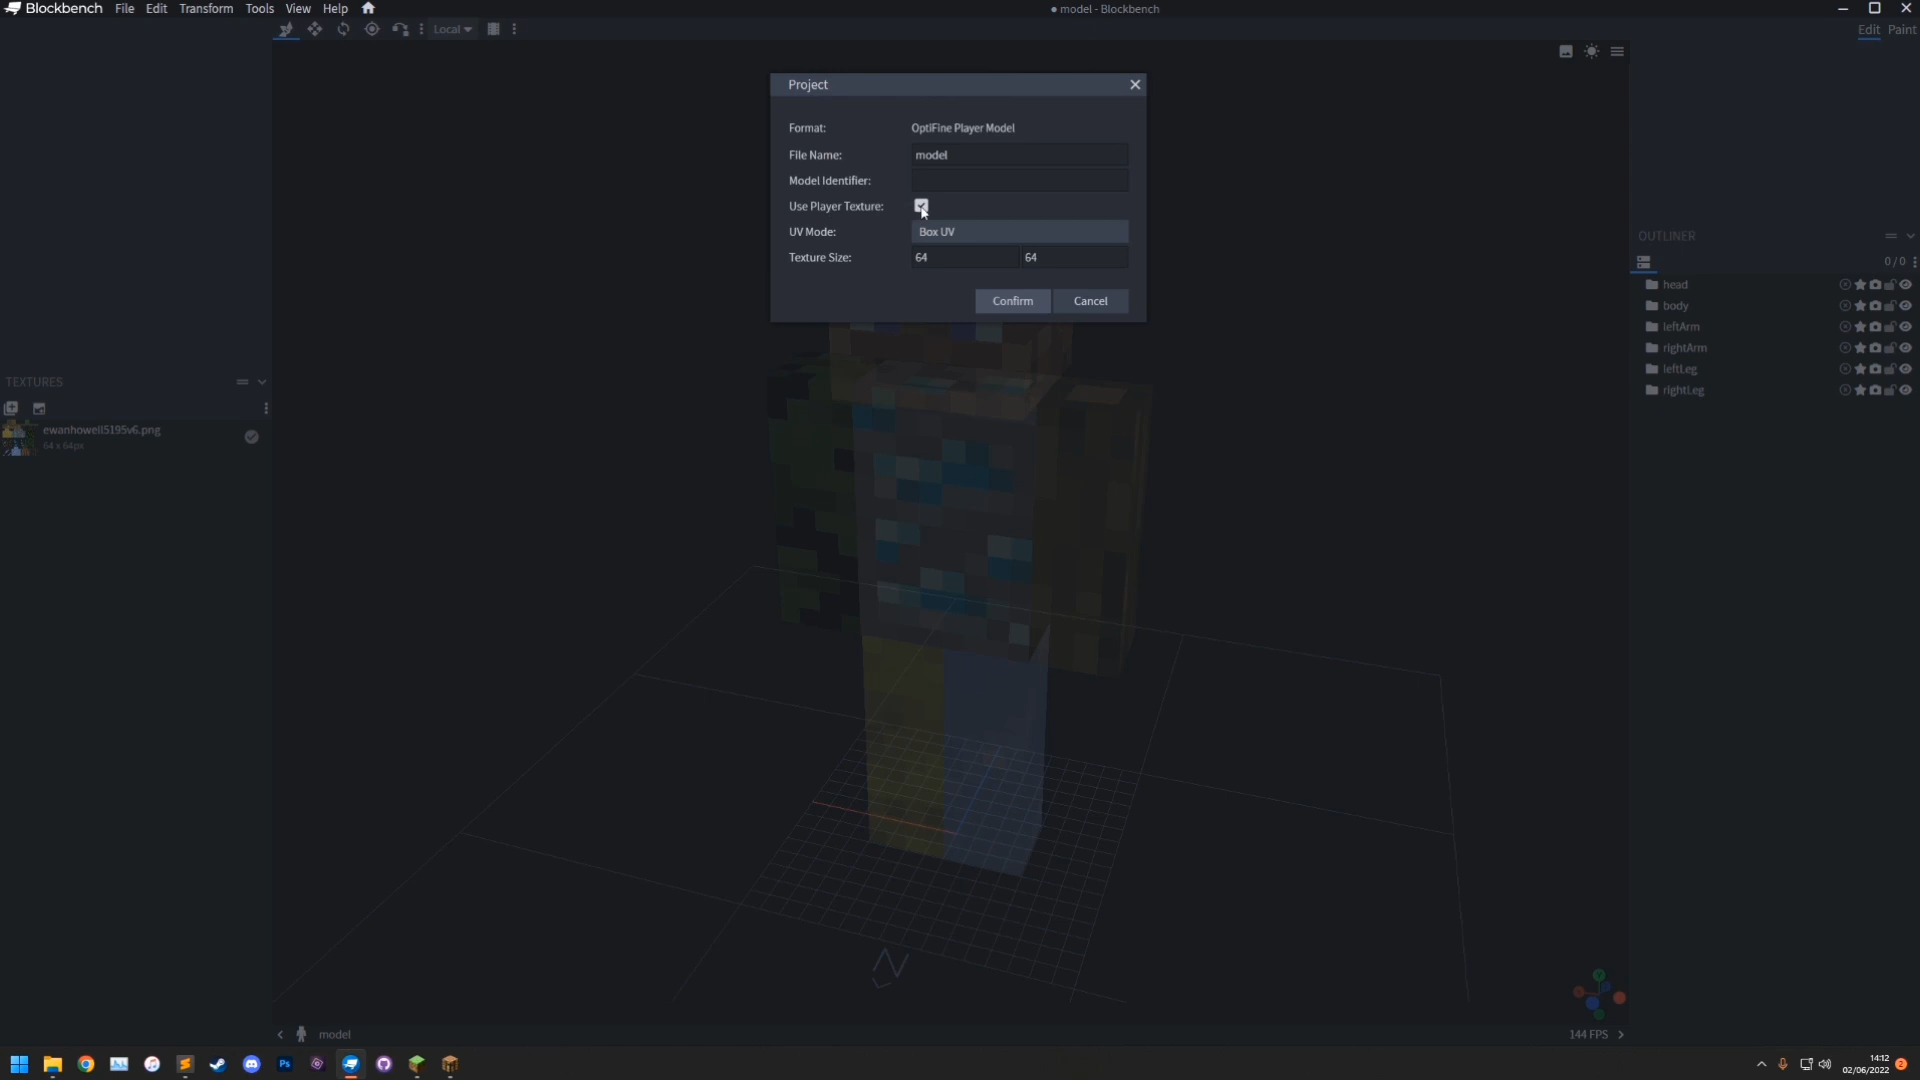 Blockbench File Edit Transform Tools View Help
• model - Blockbench
Local
Edit Paint
Project
Format: OptiFine Player Model
File Name: model
Model Identifier:
Use Player Texture:
UV Mode: Box UV
Texture Size: 64 64
Confirm Cancel
OUTLINER
0 / 0
head
body
leftArm
rightArm
leftLeg
rightLeg
TEXTURES
ewanhowell5195v6.png
64 x 64px
model
144 FPS
Ps
14:12
02/06/2022
2